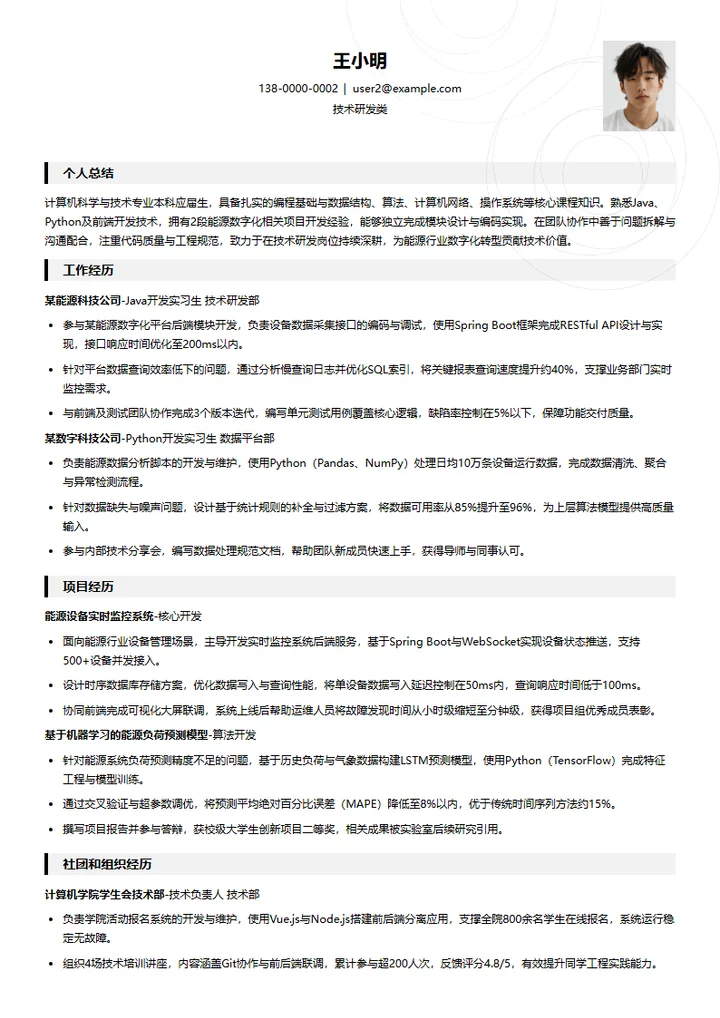 王小明
138-0000-0002 | user2@example.com
技术研发类
个人总结
计算机科学与技术专业本科应届生，具备扎实的编程基础与数据结构、算法、计算机网络、操作系统等核心课程知识。熟悉Java、
Python及前端开发技术，拥有2段能源数字化相关项目开发经验，能够独立完成模块设计与编码实现。在团队协作中善于问题拆解与
沟通配合，注重代码质量与工程规范，致力于在技术研发岗位持续深耕，为能源行业数字化转型贡献技术价值。
工作经历
某能源科技公司-Java开发实习生 技术研发部
• 参与某能源数字化平台后端模块开发，负责设备数据采集接口的编码与调试，使用Spring Boot框架完成RESTful API设计与实
现，接口响应时间优化至200ms以内。
• 针对平台数据查询效率低下的问题，通过分析慢查询日志并优化SQL索引，将关键报表查询速度提升约40%，支撑业务部门实时
监控需求。
• 与前端及测试团队协作完成3个版本迭代，编写单元测试用例覆盖核心逻辑，缺陷率控制在5%以下，保障功能交付质量。
某数字科技公司-Python开发实习生 数据平台部
• 负责能源数据分析脚本的开发与维护，使用Python（Pandas、NumPy）处理日均10万条设备运行数据，完成数据清洗、聚合
与异常检测流程。
• 针对数据缺失与噪声问题，设计基于统计规则的补全与过滤方案，将数据可用率从85%提升至96%，为上层算法模型提供高质量
输入。
• 参与内部技术分享会，编写数据处理规范文档，帮助团队新成员快速上手，获得导师与同事认可。
项目经历
能源设备实时监控系统-核心开发
• 面向能源行业设备管理场景，主导开发实时监控系统后端服务，基于Spring Boot与WebSocket实现设备状态推送，支持
500+设备并发接入。
• 设计时序数据库存储方案，优化数据写入与查询性能，将单设备数据写入延迟控制在50ms内，查询响应时间低于100ms。
• 协同前端完成可视化大屏联调，系统上线后帮助运维人员将故障发现时间从小时级缩短至分钟级，获得项目组优秀成员表彰。
基于机器学习的能源负荷预测模型-算法开发
• 针对能源系统负荷预测精度不足的问题，基于历史负荷与气象数据构建LSTM预测模型，使用Python（TensorFlow）完成特征
工程与模型训练。
• 通过交叉验证与超参数调优，将预测平均绝对百分比误差（MAPE）降低至8%以内，优于传统时间序列方法约15%。
• 撰写项目报告并参与答辩，获校级大学生创新项目二等奖，相关成果被实验室后续研究引用。
社团和组织经历
计算机学院学生会技术部-技术负责人 技术部
• 负责学院活动报名系统的开发与维护，使用Vue.js与Node.js搭建前后端分离应用，支撑全院800余名学生在线报名，系统运行稳
定无故障。
• 组织4场技术培训讲座，内容涵盖Git协作与前后端联调，累计参与超200人次，反馈评分4.8/5，有效提升同学工程实践能力。